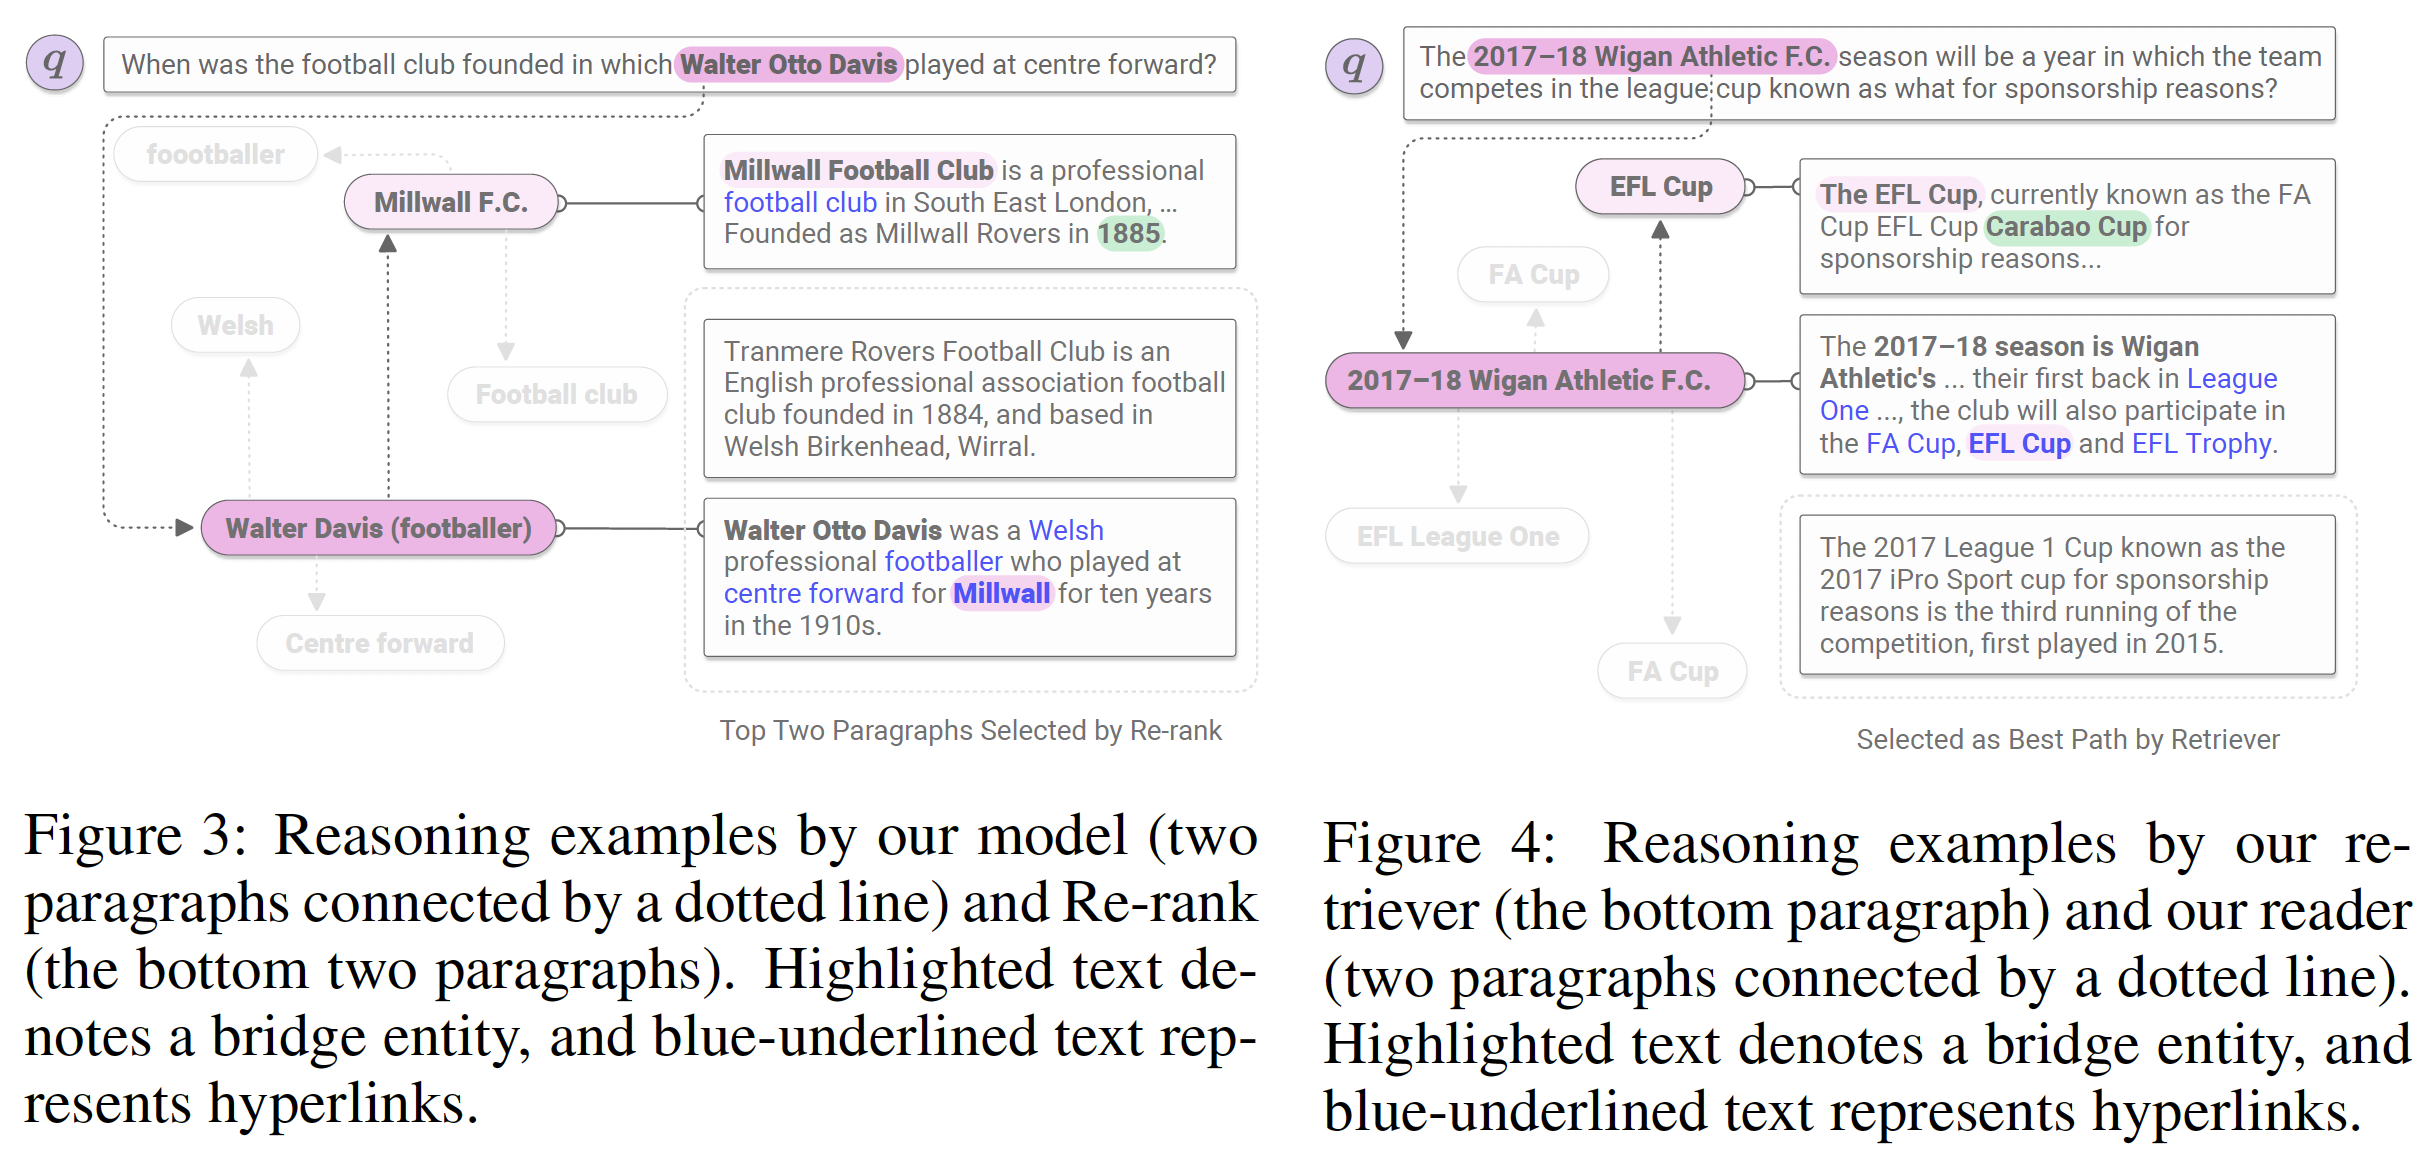 q
When was the football club founded in which Walter Otto Davis played at centre forward?
foootballer
Millwall F.C.
Millwall Football Club is a professional
football club in South East London, ...
Founded as Millwall Rovers in 1885.
Welsh
Football club
Tranmere Rovers Football Club is an
English professional association football
club founded in 1884, and based in
Welsh Birkenhead, Wirral.
Walter Davis (footballer)
Walter Otto Davis was a Welsh
professional footballer who played at
centre forward for Millwall for ten years
in the 1910s.
Centre forward
Top Two Paragraphs Selected by Re-rank
Figure 3: Reasoning examples by our model (two
paragraphs connected by a dotted line) and Re-rank
(the bottom two paragraphs). Highlighted text de-
notes a bridge entity, and blue-underlined text rep-
resents hyperlinks.
q
The 2017–18 Wigan Athletic F.C. season will be a year in which the team
competes in the league cup known as what for sponsorship reasons?
EFL Cup
The EFL Cup, currently known as the FA
Cup EFL Cup Carabao Cup for
sponsorship reasons...
FA Cup
2017–18 Wigan Athletic F.C.
The 2017–18 season is Wigan
Athletic's ... their first back in League
One ..., the club will also participate in
the FA Cup, EFL Cup and EFL Trophy.
EFL League One
FA Cup
The 2017 League 1 Cup known as the
2017 iPro Sport cup for sponsorship
reasons is the third running of the
competition, first played in 2015.
Selected as Best Path by Retriever
Figure 4: Reasoning examples by our re-
triever (the bottom paragraph) and our reader
(two paragraphs connected by a dotted line).
Highlighted text denotes a bridge entity, and
blue-underlined text represents hyperlinks.